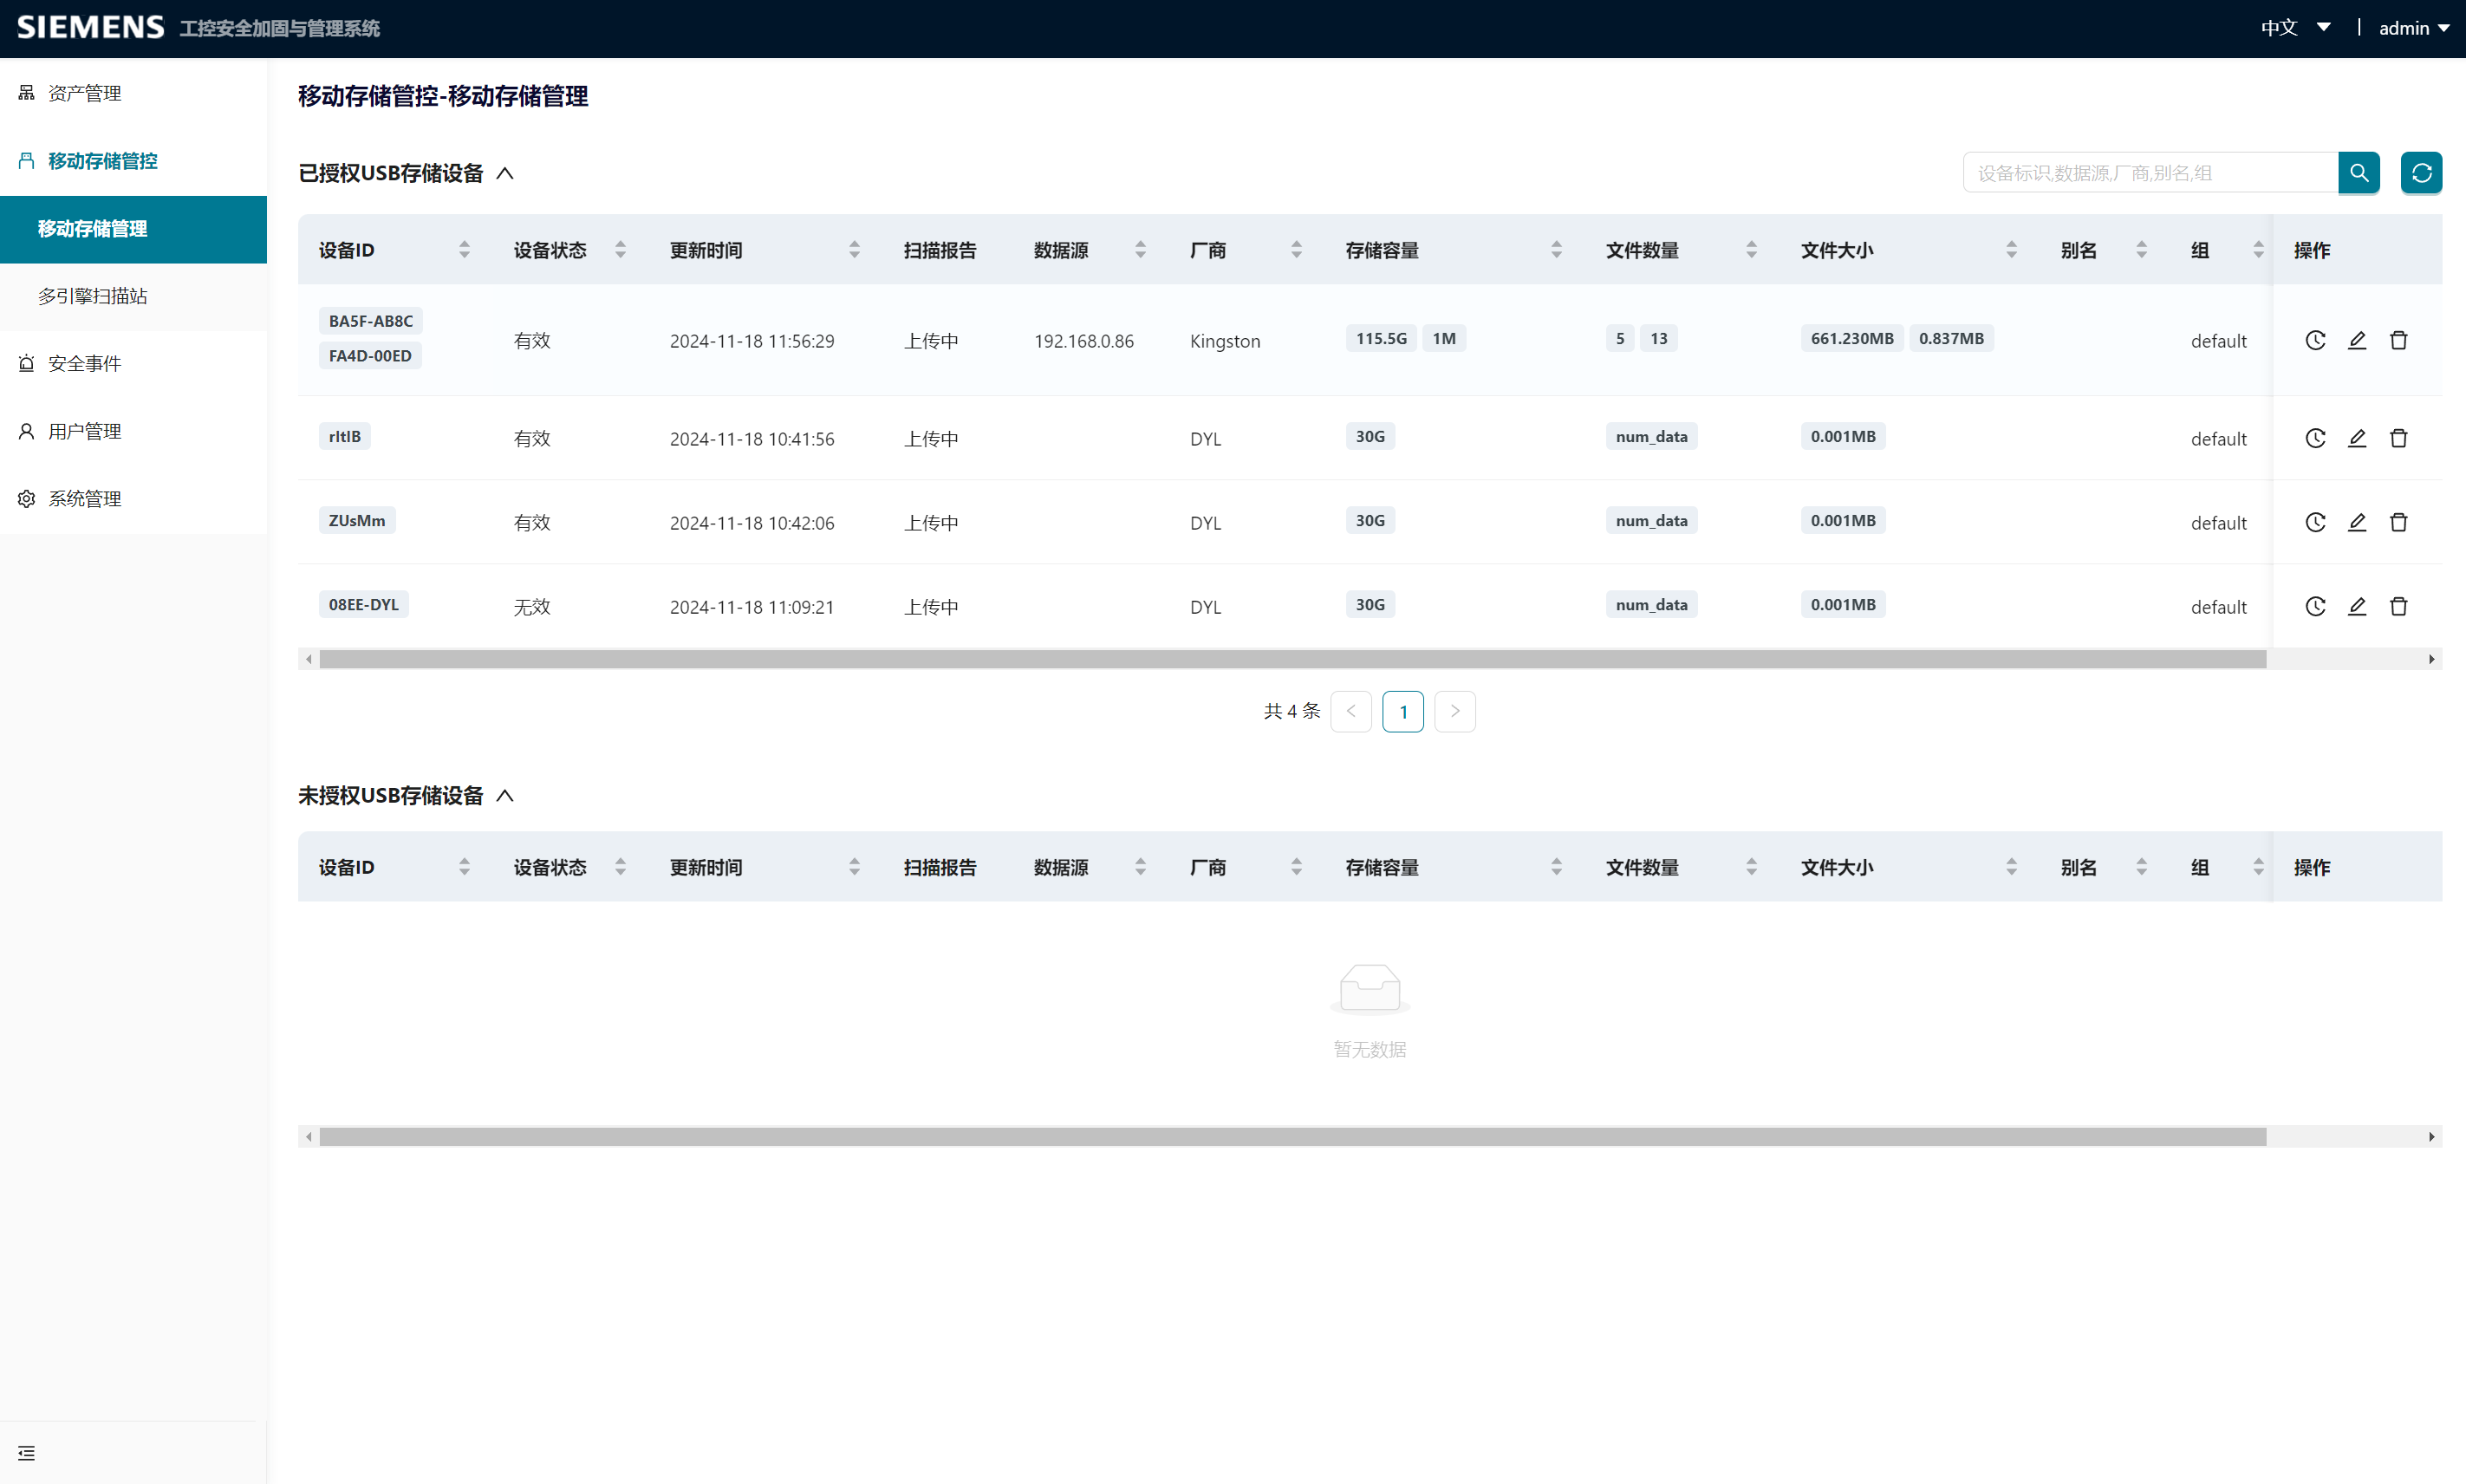 SIEMENS 工控安全加固与管理系统 中文 admin
资产管理
移动存储管控
移动存储管理
多引擎扫描站
安全事件
用户管理
系统管理
移动存储管控-移动存储管理
已授权USB存储设备 设备标识,数据源,厂商,别名,组
设备ID 设备状态 更新时间 扫描报告 数据源 厂商 存储容量 文件数量 文件大小 别名 组 操作
BA5F-AB8C
FA4D-00ED
有效 2024-11-18 11:56:29 上传中 192.168.0.86 Kingston 115.5G 1M 5 13 661.230MB 0.837MB default
rltlB 有效 2024-11-18 10:41:56 上传中 DYL 30G num_data 0.001MB default
ZUsMm 有效 2024-11-18 10:42:06 上传中 DYL 30G num_data 0.001MB default
08EE-DYL 无效 2024-11-18 11:09:21 上传中 DYL 30G num_data 0.001MB default
共 4 条 < 1 >
未授权USB存储设备
设备ID 设备状态 更新时间 扫描报告 数据源 厂商 存储容量 文件数量 文件大小 别名 组 操作
暂无数据